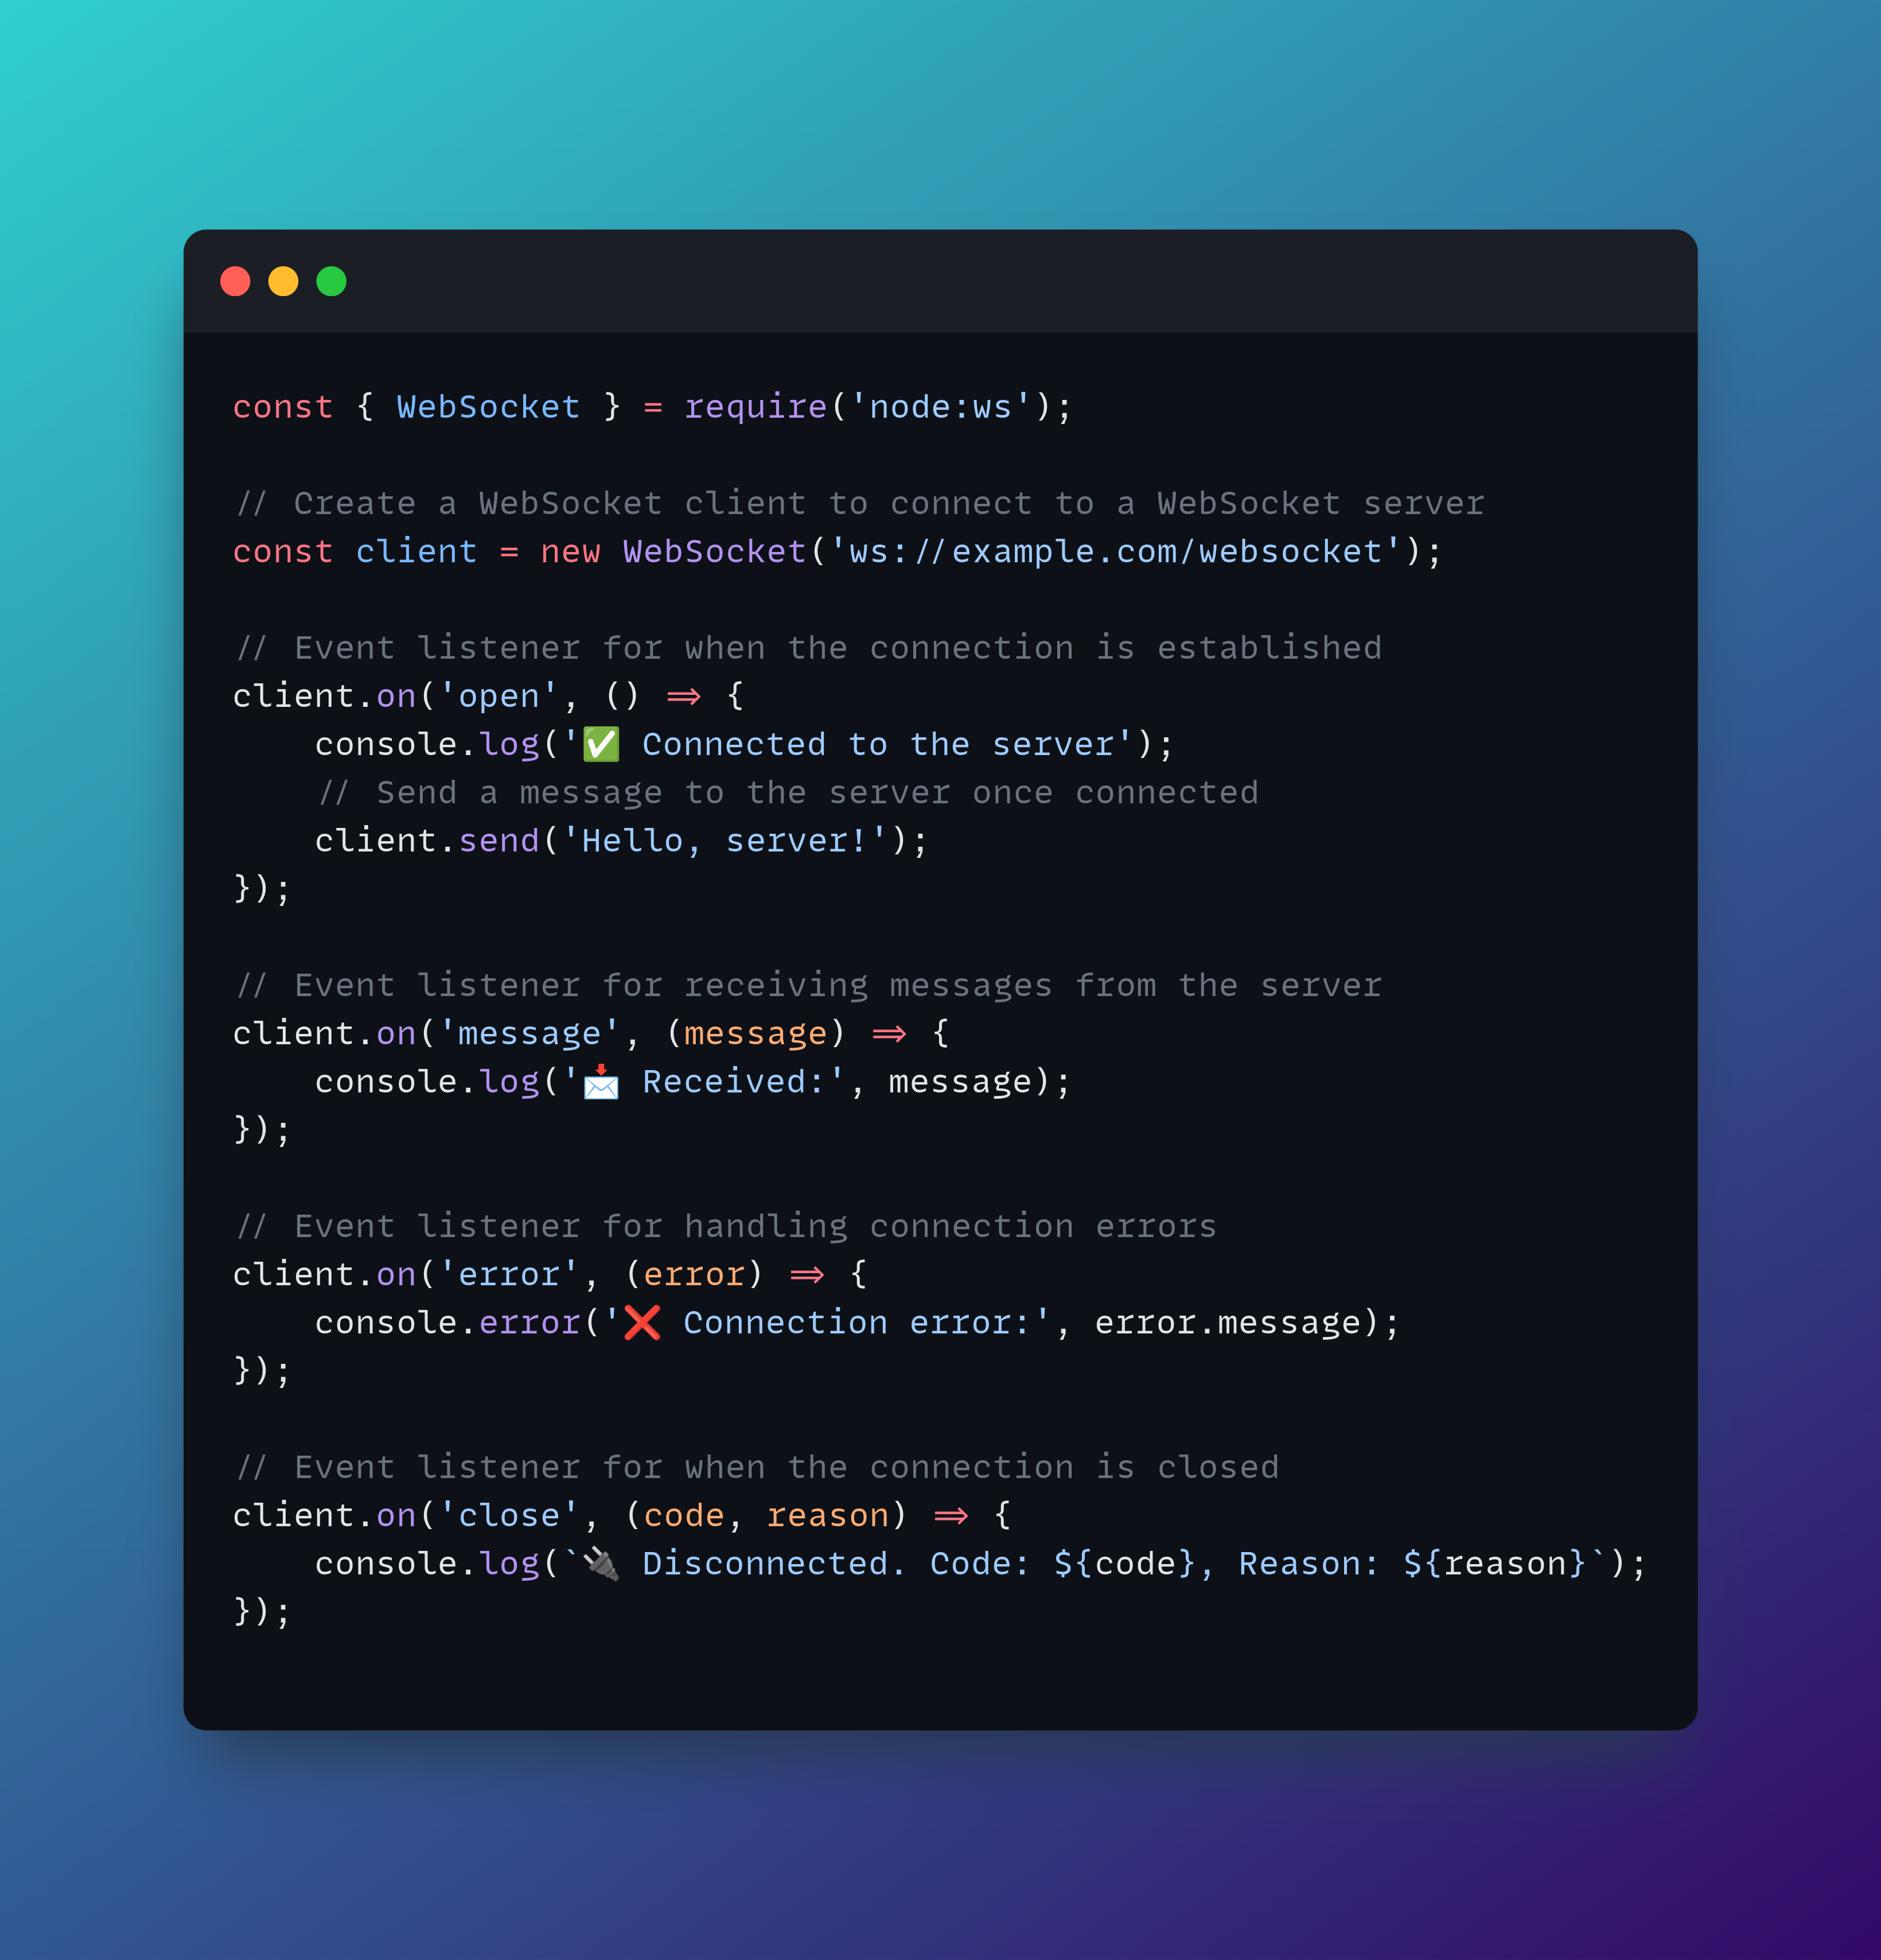 const { WebSocket } = require('node:ws');
// Create a WebSocket client to connect to a WebSocket server
const client = new WebSocket('ws://example.com/websocket');
// Event listener for when the connection is established
client.on('open', () => {
    console.log('✅ Connected to the server');
    // Send a message to the server once connected
    client.send('Hello, server!');
});
// Event listener for receiving messages from the server
client.on('message', (message) => {
    console.log('📩 Received:', message);
});
// Event listener for handling connection errors
client.on('error', (error) => {
    console.error('❌ Connection error:', error.message);
});
// Event listener for when the connection is closed
client.on('close', (code, reason) => {
    console.log(`🔌 Disconnected. Code: ${code}, Reason: ${reason}`);
});